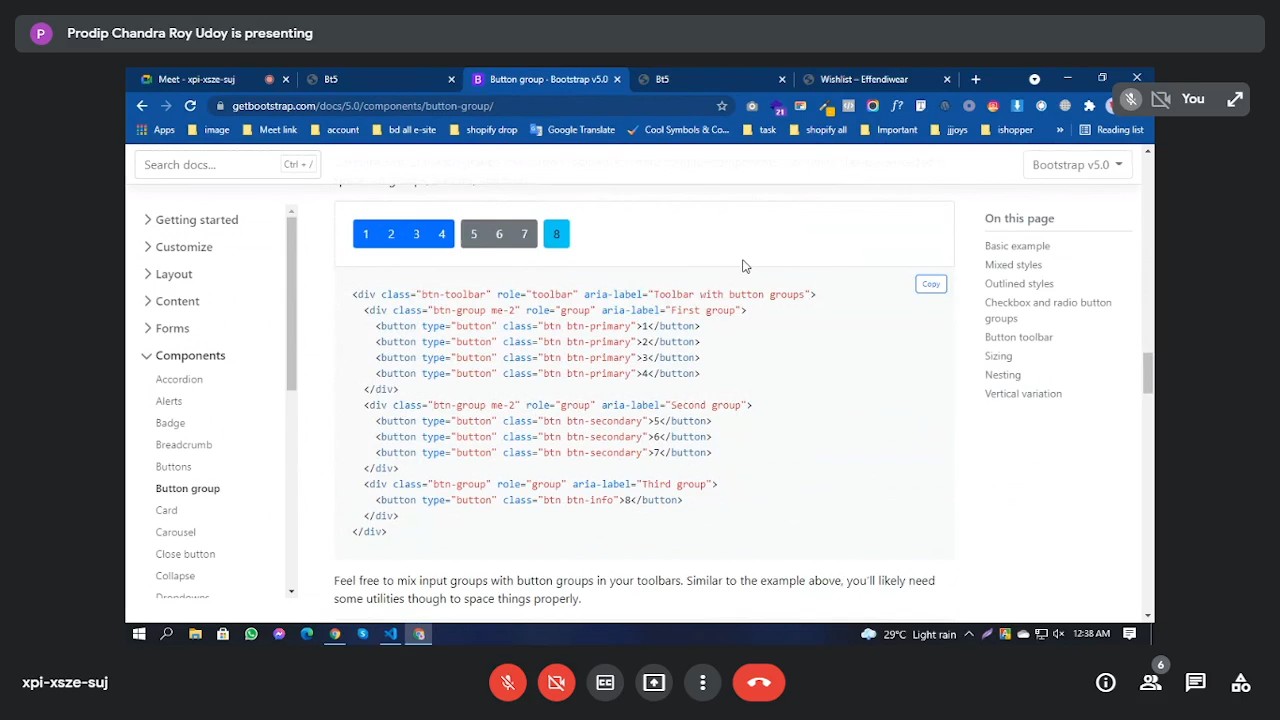 P Prodip Chandra Roy Udoy is presenting
Meet - xpi-xsze-suj
Bt5
B Button group · Bootstrap v5.0
Bt5
Wishlist – Effendiwear
getbootstrap.com/docs/5.0/components/button-group/
21
You
Apps image Meet link account bd all e-site shopify drop Google Translate Cool Symbols & Co... task shopify all Important jjjoys ishopper » Reading list
Search docs... Ctrl + /
Bootstrap v5.0
Getting started
Customize
Layout
Content
Forms
Components
Accordion
Alerts
Badge
Breadcrumb
Buttons
Button group
Card
Carousel
Close button
Collapse
Dropdowns
1 2 3 4 5 6 7 8
Copy
<div class="btn-toolbar" role="toolbar" aria-label="Toolbar with button groups">
<div class="btn-group me-2" role="group" aria-label="First group">
<button type="button" class="btn btn-primary">1</button>
<button type="button" class="btn btn-primary">2</button>
<button type="button" class="btn btn-primary">3</button>
<button type="button" class="btn btn-primary">4</button>
</div>
<div class="btn-group me-2" role="group" aria-label="Second group">
<button type="button" class="btn btn-secondary">5</button>
<button type="button" class="btn btn-secondary">6</button>
<button type="button" class="btn btn-secondary">7</button>
</div>
<div class="btn-group" role="group" aria-label="Third group">
<button type="button" class="btn btn-info">8</button>
</div>
</div>
Feel free to mix input groups with button groups in your toolbars. Similar to the example above, you'll likely need
some utilities though to space things properly.
On this page
Basic example
Mixed styles
Outlined styles
Checkbox and radio button
groups
Button toolbar
Sizing
Nesting
Vertical variation
29°C Light rain
12:38 AM
xpi-xsze-suj
CC
6